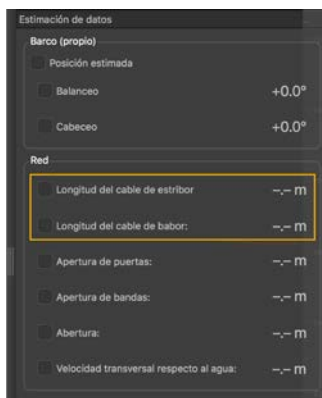 Estimación de datos
Barco (propio)
Posición estimada
Balanceo +0.0°
Cabeceo +0.0°
Red
Longitud del cable de estribor -.-- m
Longitud del cable de babor: -.-- m
Apertura de puertas: -.-- m
Apertura de bandas: -.-- m
Abertura: -.-- m
Velocidad transversal respecto al agua: -.-- m